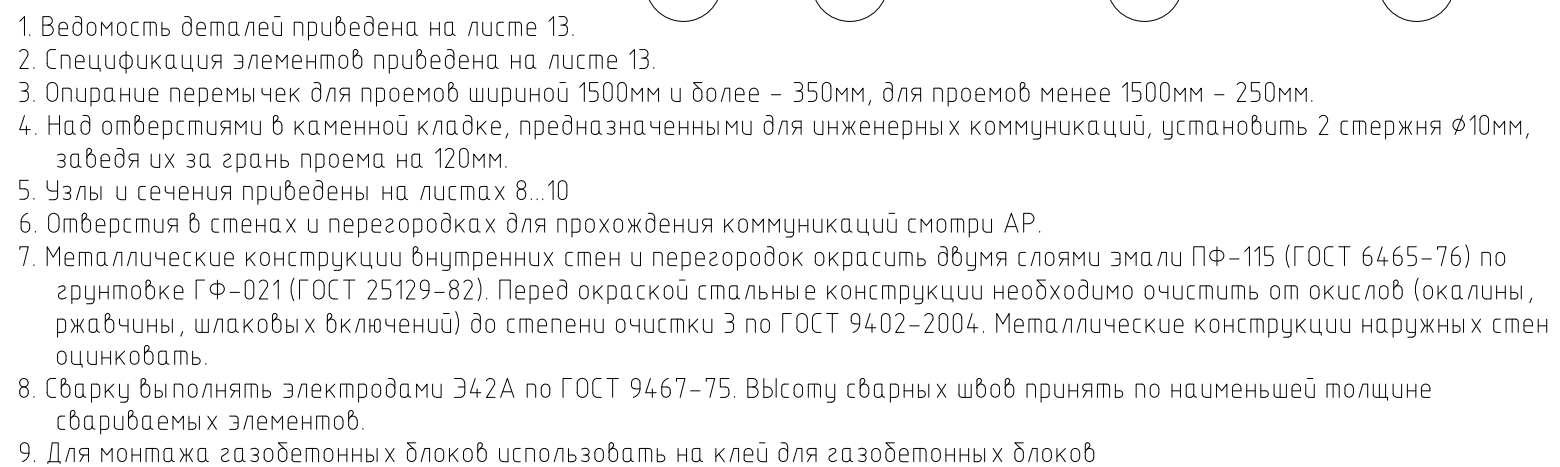 1. Ведомость деталей приведена на листе 13.
2. Спецификация элементов приведена на листе 13.
3. Опирание перемычек для проемов шириной 1500мм и более - 350мм, для проемов менее 1500мм - 250мм.
4. Над отверстиями в каменной кладке, предназначенными для инженерных коммуникаций, установить 2 стержня Ø10мм,
заведя их за грань проема на 120мм.
5. Узлы и сечения приведены на листах 8...10
6. Отверстия в стенах и перегородках для прохождения коммуникаций смотри АР.
7. Металлические конструкции внутренних стен и перегородок окрасить двумя слоями эмали ПФ-115 (ГОСТ 6465-76) по
грунтовке ГФ-021 (ГОСТ 25129-82). Перед окраской стальные конструкции необходимо очистить от окислов (окалины,
ржавчины, шлаковых включений) до степени очистки 3 по ГОСТ 9402-2004. Металлические конструкции наружных стен
оцинковать.
8. Сварку выполнять электродами Э42А по ГОСТ 9467-75. ВЫсоту сварных швов принять по наименьшей толщине
свариваемых элементов.
9. Для монтажа газобетонных блоков использовать на клей для газобетонных блоков